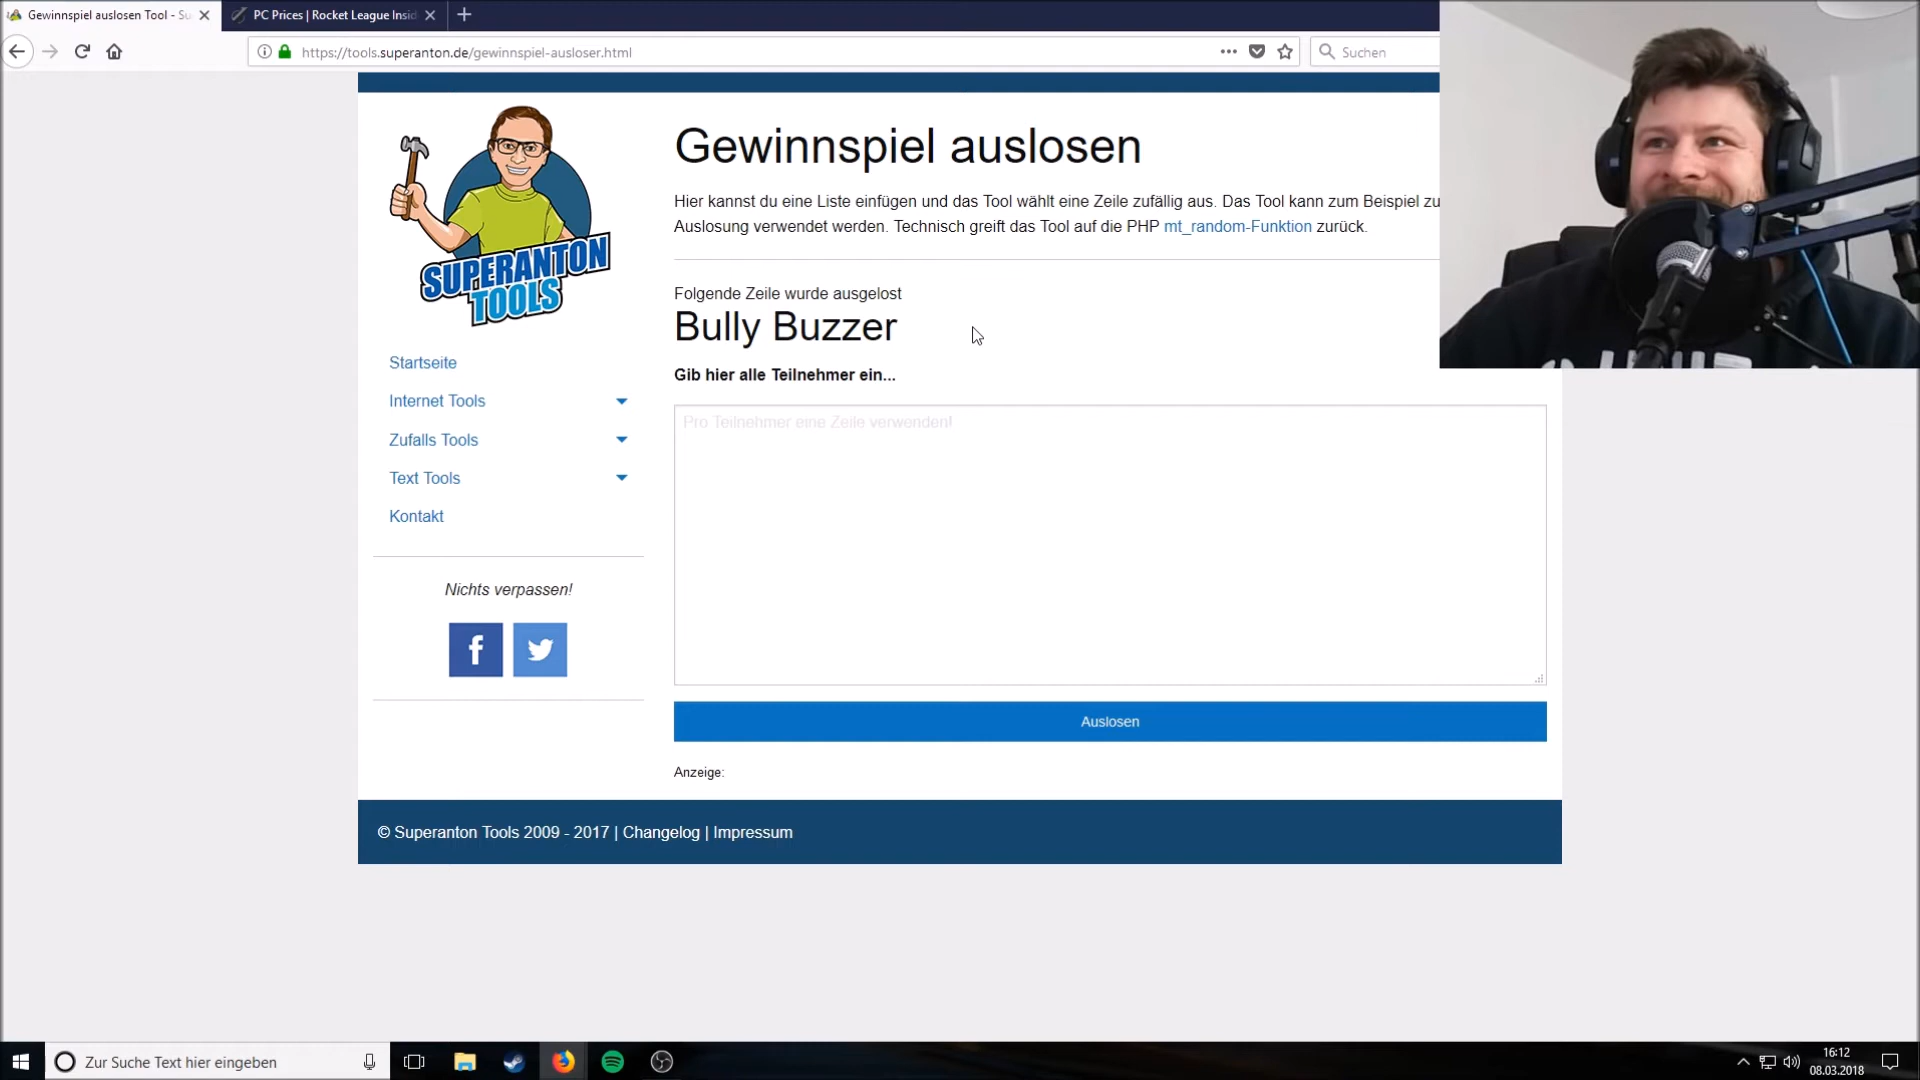 Gewinnspiel auslosen Tool - Su
PC Prices | Rocket League Insid
https://tools.superanton.de/gewinnspiel-ausloser.html
Suchen
SUPERANTON
TOOLS
Gewinnspiel auslosen
Hier kannst du eine Liste einfügen und das Tool wählt eine Zeile zufällig aus. Das Tool kann zum Beispiel zu
Auslosung verwendet werden. Technisch greift das Tool auf die PHP mt_random-Funktion zurück.
Folgende Zeile wurde ausgelost
Bully Buzzer
Gib hier alle Teilnehmer ein...
Pro Teilnehmer eine Zeile verwenden!
Startseite
Internet Tools
Zufalls Tools
Text Tools
Kontakt
Nichts verpassen!
Auslosen
Anzeige:
© Superanton Tools 2009 - 2017 | Changelog | Impressum
Zur Suche Text hier eingeben
16:12
08.03.2018